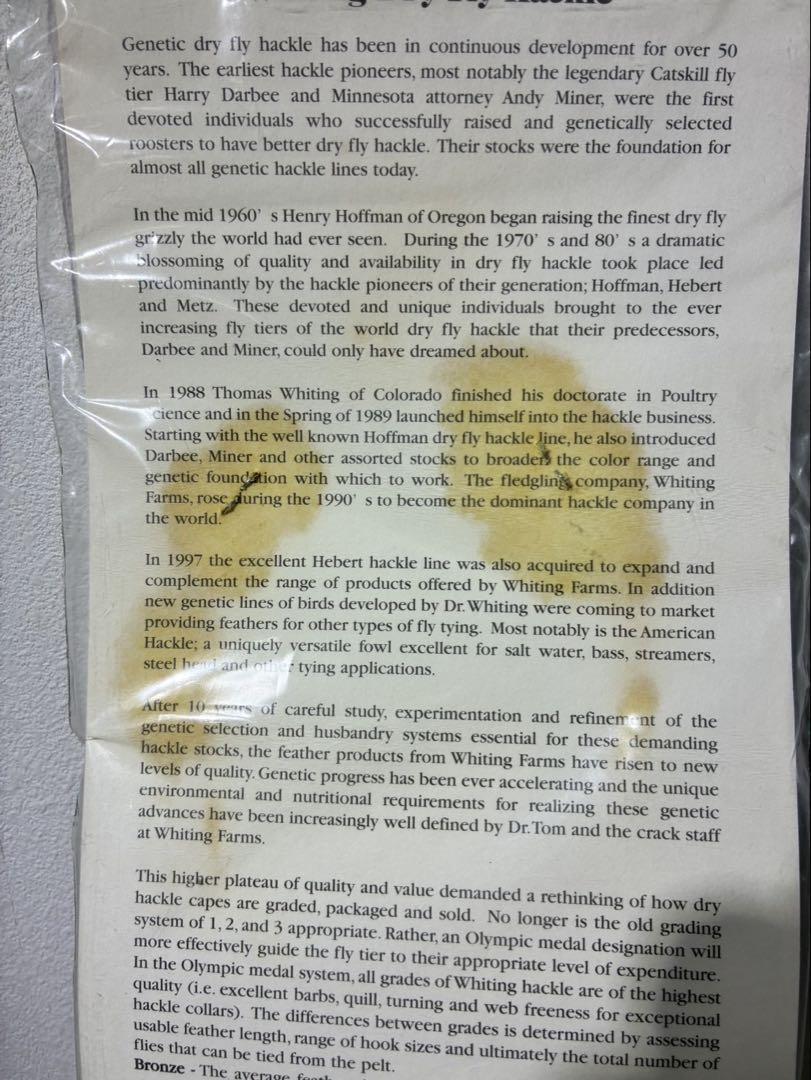 Dry Fly Hackle
Genetic dry fly hackle has been in continuous development for over 50
years. The earliest hackle pioneers, most notably the legendary Catskill fly
tier Harry Darbee and Minnesota attorney Andy Miner, were the first
devoted individuals who successfully raised and genetically selected
roosters to have better dry fly hackle. Their stocks were the foundation for
almost all genetic hackle lines today.
In the mid 1960' s Henry Hoffman of Oregon began raising the finest dry fly
grizzly the world had ever seen. During the 1970' s and 80' s a dramatic
blossoming of quality and availability in dry fly hackle took place led
predominantly by the hackle pioneers of their generation; Hoffman, Hebert
and Metz. These devoted and unique individuals brought to the ever
increasing fly tiers of the world dry fly hackle that their predecessors,
Darbee and Miner, could only have dreamed about.
In 1988 Thomas Whiting of Colorado finished his doctorate in Poultry
Science and in the Spring of 1989 launched himself into the hackle business.
Starting with the well known Hoffman dry fly hackle line, he also introduced
Darbee, Miner and other assorted stocks to broaden the color range and
genetic foundation with which to work. The fledgling company, Whiting
Farms, rose during the 1990' s to become the dominant hackle company in
the world.
In 1997 the excellent Hebert hackle line was also acquired to expand and
complement the range of products offered by Whiting Farms. In addition
new genetic lines of birds developed by Dr. Whiting were coming to market
providing feathers for other types of fly tying. Most notably is the American
Hackle; a uniquely versatile fowl excellent for salt water, bass, streamers,
steel head and other tying applications.
After 10 years of careful study, experimentation and refinement of the
genetic selection and husbandry systems essential for these demanding
hackle stocks, the feather products from Whiting Farms have risen to new
levels of quality. Genetic progress has been ever accelerating and the unique
environmental and nutritional requirements for realizing these genetic
advances have been increasingly well defined by Dr. Tom and the crack staff
at Whiting Farms.
This higher plateau of quality and value demanded a rethinking of how dry
hackle capes are graded, packaged and sold. No longer is the old grading
system of 1, 2, and 3 appropriate. Rather, an Olympic medal designation will
more effectively guide the fly tier to their appropriate level of expenditure.
In the Olympic medal system, all grades of Whiting hackle are of the highest
quality (i.e. excellent barbs, quill, turning and web freeness for exceptional
hackle collars). The differences between grades is determined by assessing
usable feather length, range of hook sizes and ultimately the total number of
flies that can be tied from the pelt.
Bronze - The average